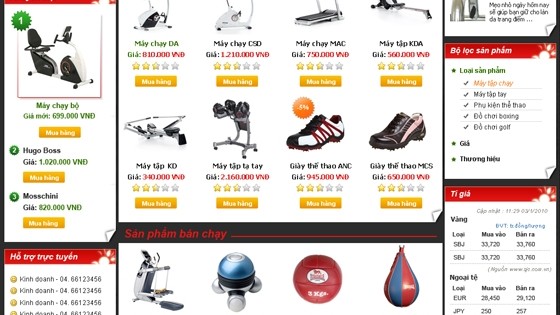 1
Máy chạy bộ
Giá mới: 699.000 VNĐ
Mua hàng
2 Hugo Boss
Giá: 1.020.000 VNĐ
Mua hàng
3 Mosschini
Giá: 820.000 VNĐ
Mua hàng
Hỗ trợ trực tuyến
Kinh doanh - 04. 66123456
Kinh doanh - 04. 66123456
Kinh doanh - 04. 66123456
Máy chạy DA
Giá: 810.000 VNĐ
Mua hàng
Máy chạy CSD
Giá: 1.210.000 VNĐ
Mua hàng
Máy chạy MAC
Giá: 750.000 VNĐ
Mua hàng
Máy tập KDA
Giá: 560.000 VNĐ
Mua hàng
Máy tập KD
Giá: 340.000 VNĐ
Mua hàng
Máy tập tạ tay
Giá: 2.160.000 VNĐ
Mua hàng
-5%
Giày thể thao ANC
Giá: 945.000 VNĐ
Mua hàng
Giày thể thao MCS
Giá: 650.000 VNĐ
Mua hàng
Sản phẩm bán chạy
5 Kg
Mẹo nhỏ ngày hôm nay
sẽ giúp bạn giữ cho làn
da trang điểm ...
Bộ lọc sản phẩm
Loại sản phẩm
Máy tập chạy
Máy tập tay
Phụ kiện thể thao
Đồ chơi boxing
Đồ chơi golf
Giá
Thương hiệu
Tỉ giá
Cập nhật : 11:29 03/1/2010
Vàng
ĐVT: tr.đồng/lượng
Loại Mua vào Bán ra
SBJ 33,720 33,760
SBJ 33,720 33,760
(Nguồn www.sjc.com.vn)
Ngoại tệ
Loại Mua vào Bán ra
EUR 28,450 29,120
JPY 250 257